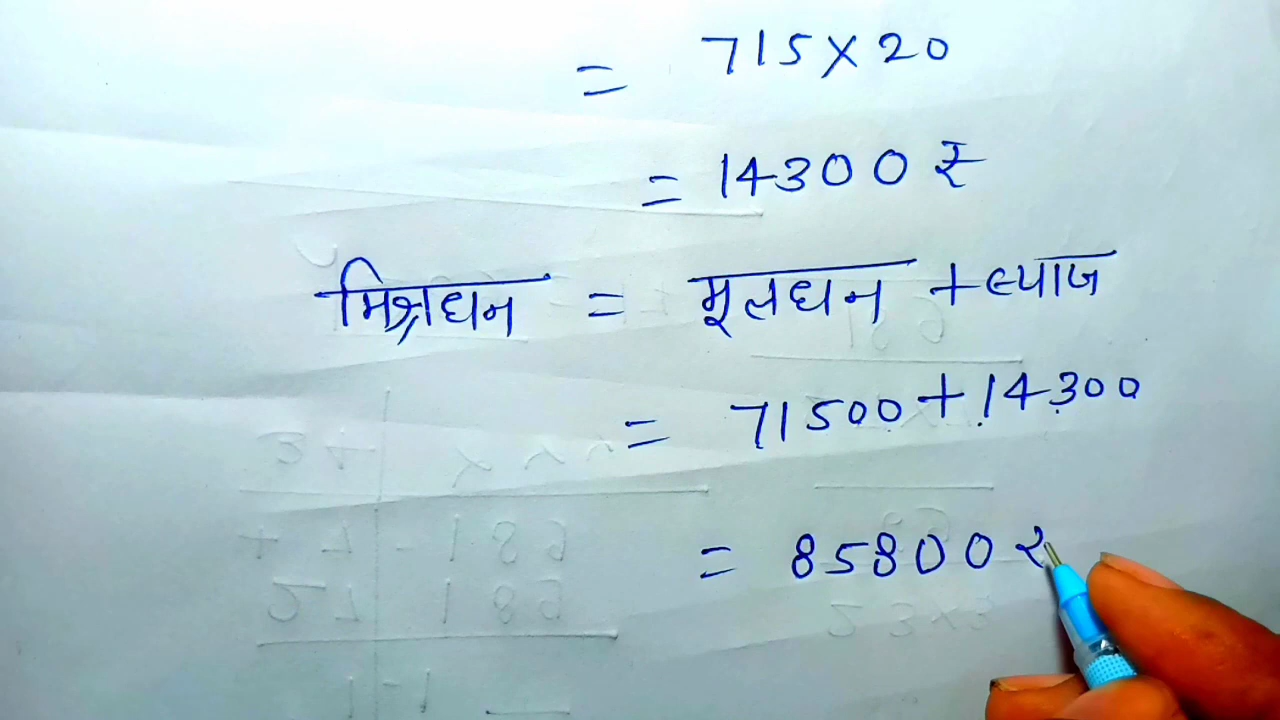 = 715 × 20
= 14300 ₹
मिश्रधन = मूलधन + ब्याज
= 71500 + 14300
= 85800 र